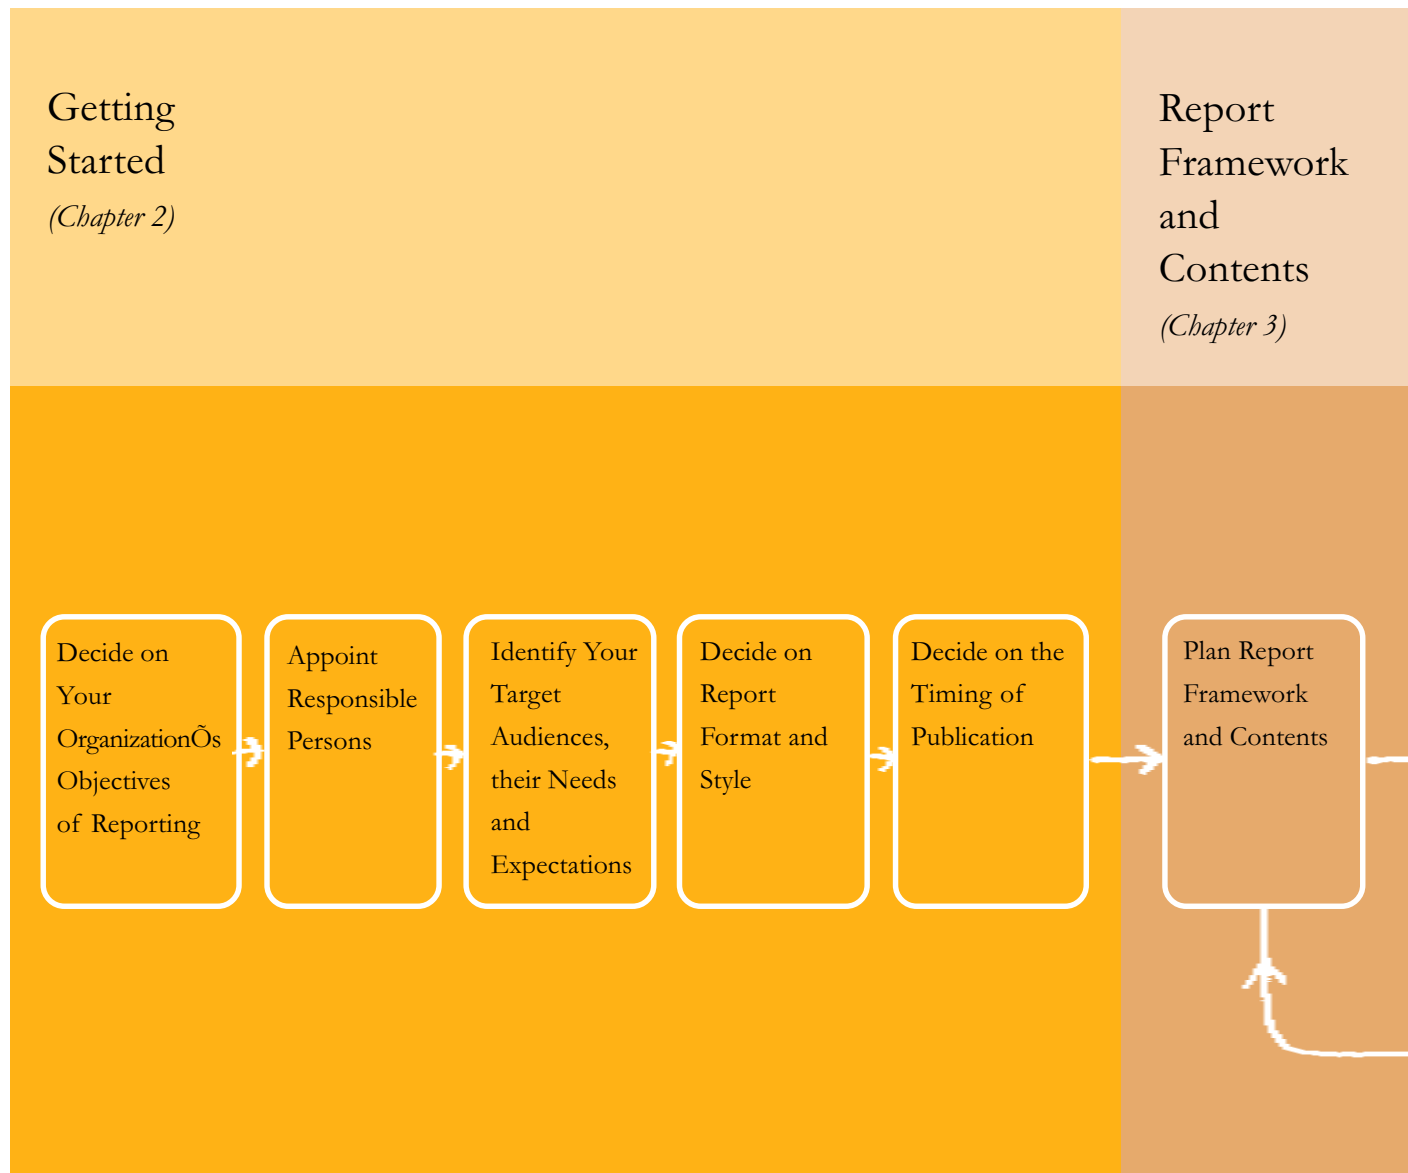 Getting
Started
(Chapter 2)
Report
Framework
and
Contents
(Chapter 3)
Decide on
Your
OrganizationÕs
Objectives
of Reporting
Appoint
Responsible
Persons
Identify Your
Target
Audiences,
their Needs
and
Expectations
Decide on
Report
Format and
Style
Decide on the
Timing of
Publication
Plan Report
Framework
and Contents